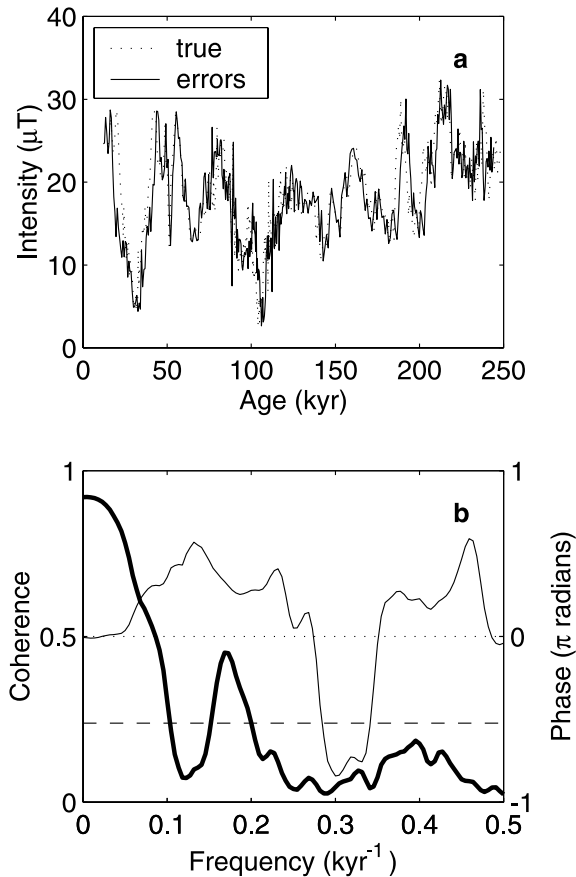 40
30
20
10
0
Intensity (μT)
true
errors
a
0 50 100 150 200 250
Age (kyr)
1
0.5
0
Coherence
b
1
0
-1
Phase (π radians)
0 0.1 0.2 0.3 0.4 0.5
Frequency (kyr⁻¹)